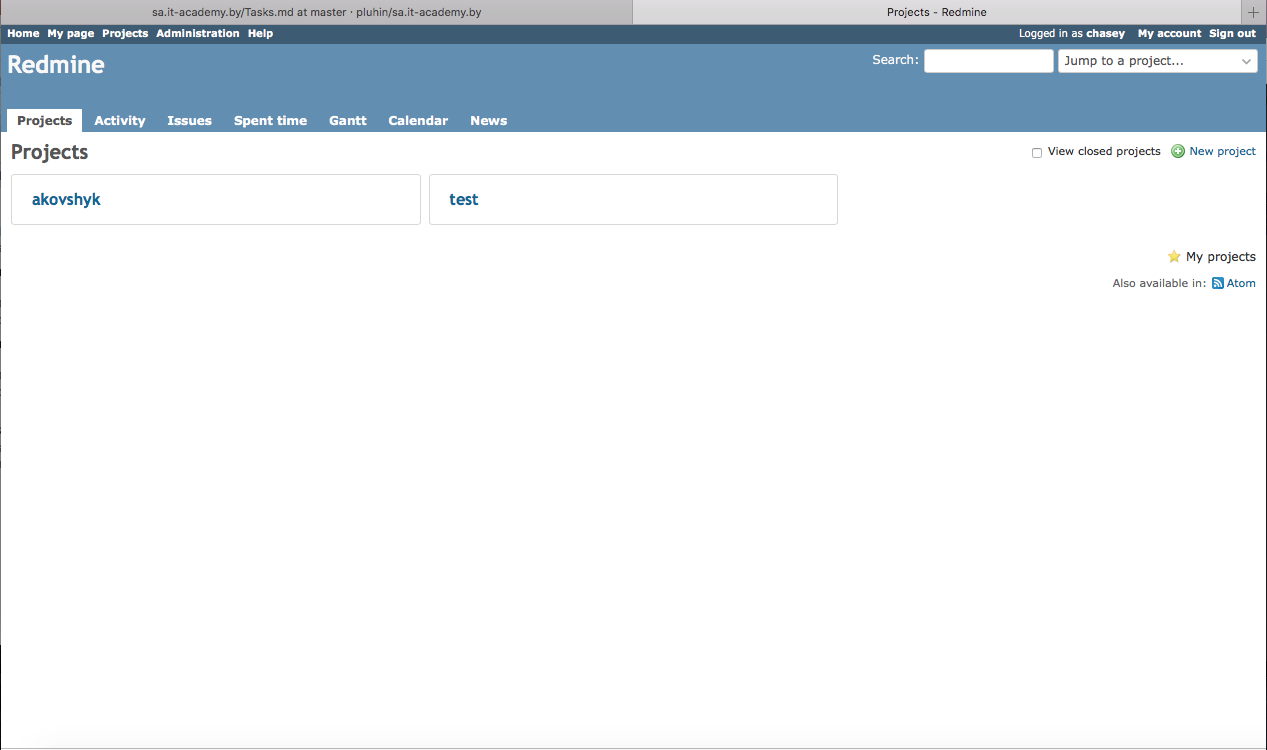 sa.it-academy.by/Tasks.md at master · pluhin/sa.it-academy.by
Projects - Redmine
Home My page Projects Administration Help
Logged in as chasey My account Sign out
Redmine
Search:
Jump to a project...
Projects Activity Issues Spent time Gantt Calendar News
Projects
View closed projects
New project
akovshyk
test
My projects
Also available in: Atom